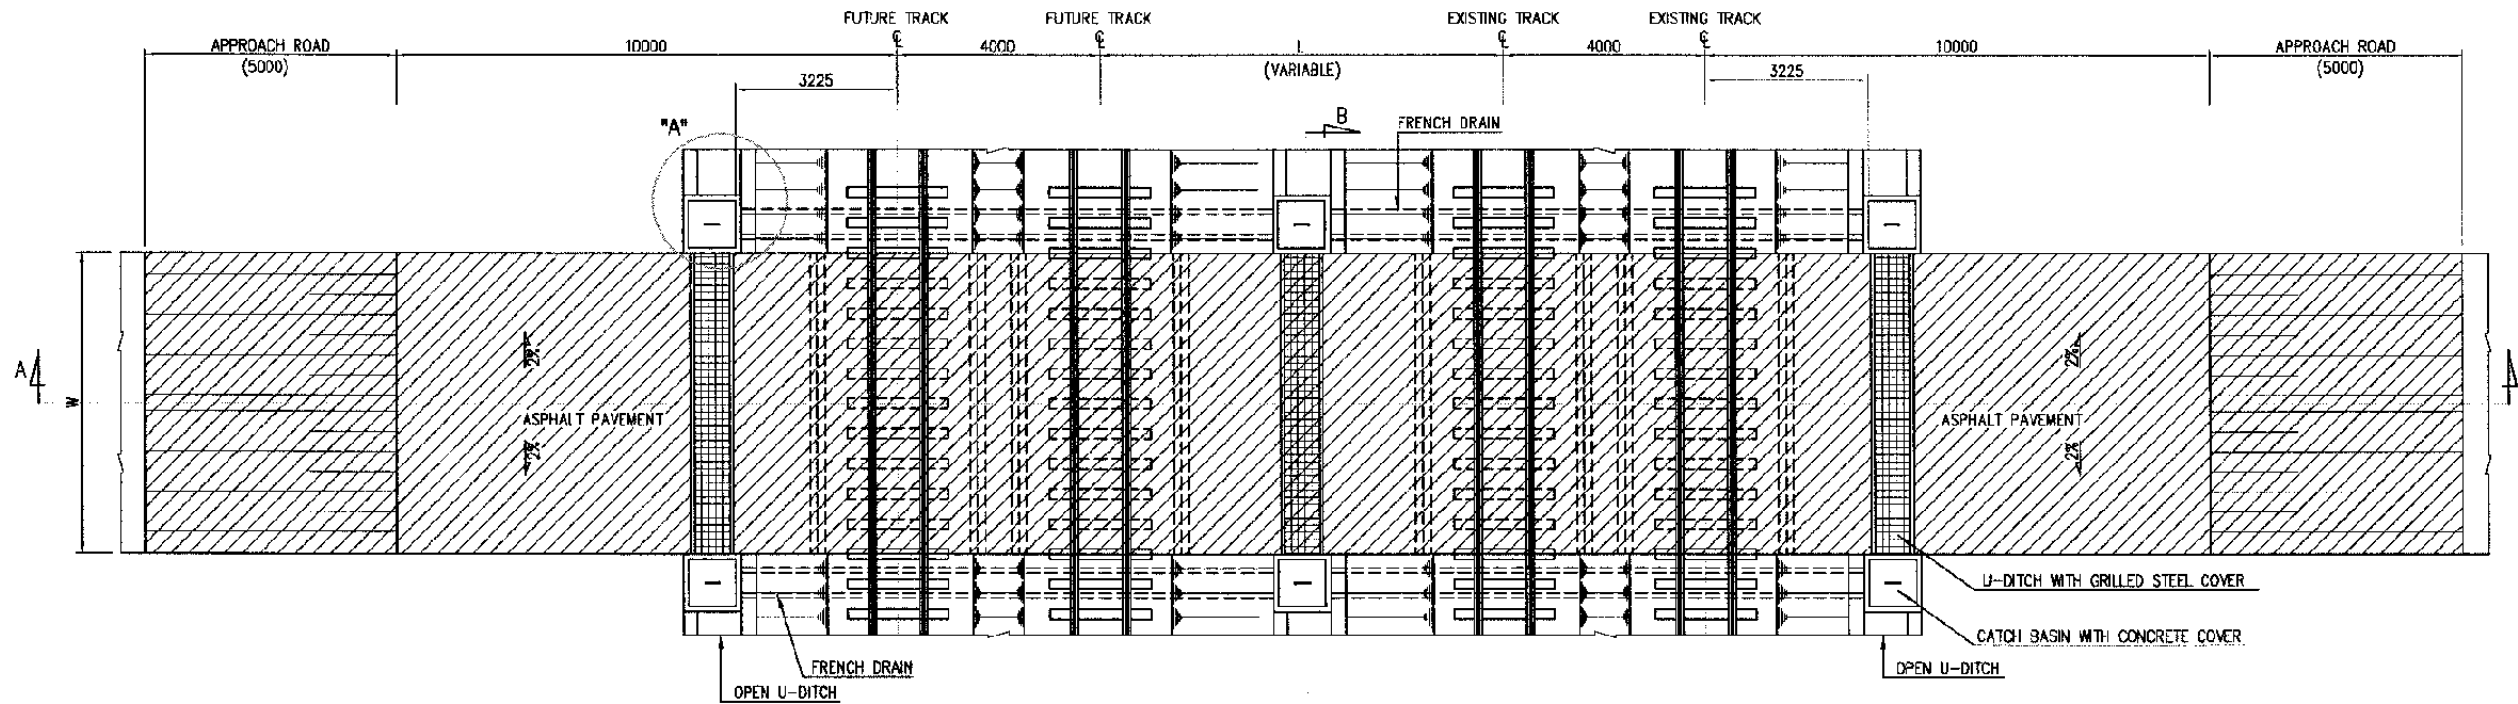 FUTURE TRACK FUTURE TRACK EXISTING TRACK EXISTING TRACK
℄ ℄ ℄ ℄
APPROACH ROAD 10000 4000 L 4000 10000 APPROACH ROAD
(5000) (VARIABLE) (5000)
3225 3225
"A" B
FRENCH DRAIN
2% 2%
A
W
ASPHALT PAVEMENT ASPHALT PAVEMENT
2% 2%
U-DITCH WITH GRILLED STEEL COVER
CATCH BASIN WITH CONCRETE COVER
FRENCH DRAIN OPEN U-DITCH
OPEN U-DITCH